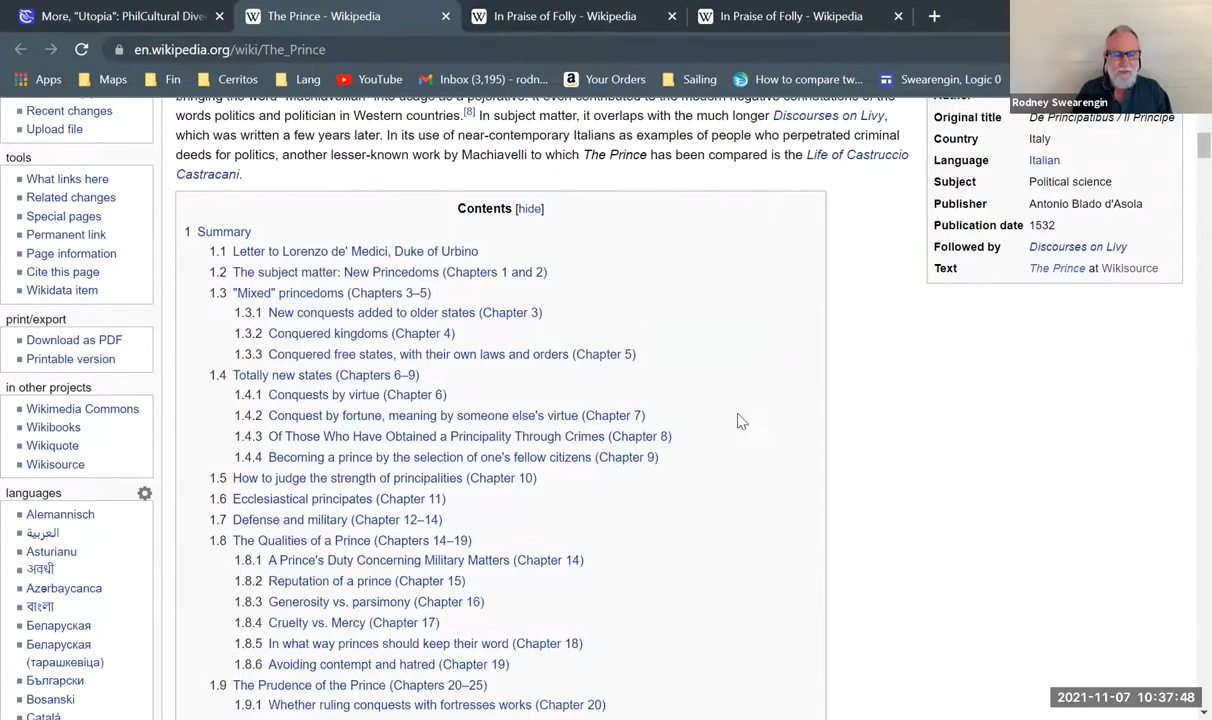 More, "Utopia": PhilCultural Dive
The Prince - Wikipedia
In Praise of Folly - Wikipedia
In Praise of Folly - Wikipedia
en.wikipedia.org/wiki/The_Prince
Apps
Maps
Fin
Cerritos
Lang
YouTube
Inbox (3,195) - rodn...
Your Orders
Sailing
How to compare tw...
Swearengin, Logic 0
Rodney Swearengin
Recent changes
Upload file
tools
What links here
Related changes
Special pages
Permanent link
Page information
Cite this page
Wikidata item
print/export
Download as PDF
Printable version
in other projects
Wikimedia Commons
Wikibooks
Wikiquote
Wikisource
languages
Alemannisch
العربية
Asturianu
अवधी
Azərbaycanca
বাংলা
Беларуская
Беларуская
(тарашкевіца)
Български
Bosanski
Català
bringing the word "Machiavellian" into usage as a pejorative. It even contributed to the modern negative connotations of the
words politics and politician in Western countries.[8] In subject matter, it overlaps with the much longer Discourses on Livy,
which was written a few years later. In its use of near-contemporary Italians as examples of people who perpetrated criminal
deeds for politics, another lesser-known work by Machiavelli to which The Prince has been compared is the Life of Castruccio
Castracani.
Contents [hide]
1 Summary
1.1 Letter to Lorenzo de' Medici, Duke of Urbino
1.2 The subject matter: New Princedoms (Chapters 1 and 2)
1.3 "Mixed" princedoms (Chapters 3–5)
1.3.1 New conquests added to older states (Chapter 3)
1.3.2 Conquered kingdoms (Chapter 4)
1.3.3 Conquered free states, with their own laws and orders (Chapter 5)
1.4 Totally new states (Chapters 6–9)
1.4.1 Conquests by virtue (Chapter 6)
1.4.2 Conquest by fortune, meaning by someone else's virtue (Chapter 7)
1.4.3 Of Those Who Have Obtained a Principality Through Crimes (Chapter 8)
1.4.4 Becoming a prince by the selection of one's fellow citizens (Chapter 9)
1.5 How to judge the strength of principalities (Chapter 10)
1.6 Ecclesiastical principates (Chapter 11)
1.7 Defense and military (Chapter 12–14)
1.8 The Qualities of a Prince (Chapters 14–19)
1.8.1 A Prince's Duty Concerning Military Matters (Chapter 14)
1.8.2 Reputation of a prince (Chapter 15)
1.8.3 Generosity vs. parsimony (Chapter 16)
1.8.4 Cruelty vs. Mercy (Chapter 17)
1.8.5 In what way princes should keep their word (Chapter 18)
1.8.6 Avoiding contempt and hatred (Chapter 19)
1.9 The Prudence of the Prince (Chapters 20–25)
1.9.1 Whether ruling conquests with fortresses works (Chapter 20)
Author
Original title De Principatibus / Il Principe
Country Italy
Language Italian
Subject Political science
Publisher Antonio Blado d'Asola
Publication date 1532
Followed by Discourses on Livy
Text The Prince at Wikisource
2021-11-07 10:37:48